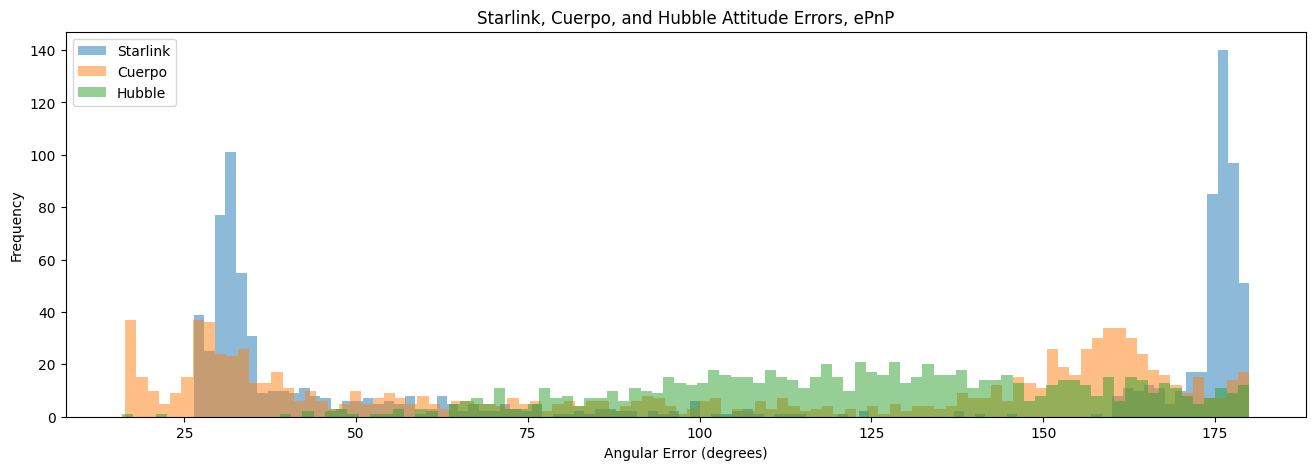 Starlink, Cuerpo, and Hubble Attitude Errors, ePnP
Starlink
Cuerpo
Hubble
Frequency
140
120
100
80
60
40
20
0
25
50
75
100
125
150
175
Angular Error (degrees)